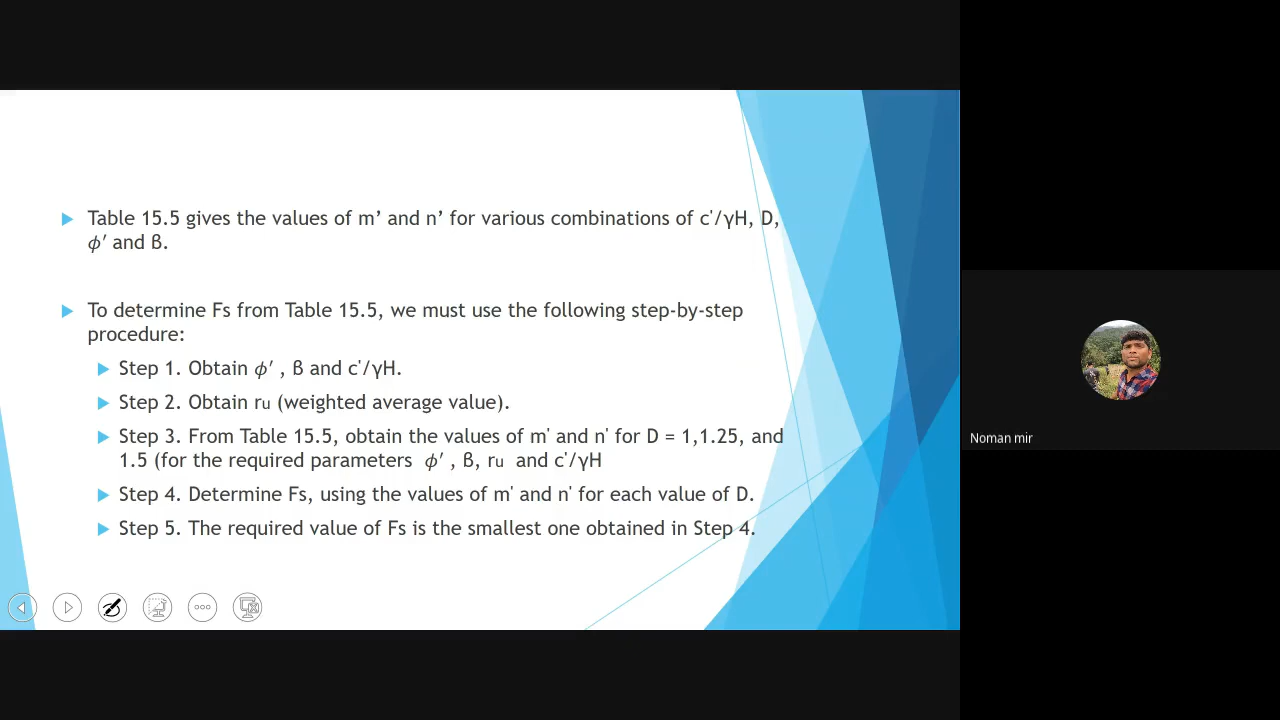 Table 15.5 gives the values of m’ and n’ for various combinations of c'/γH, D,
ϕ′ and ß.
To determine Fs from Table 15.5, we must use the following step-by-step
procedure:
Step 1. Obtain ϕ′ , ß and c'/γH.
Step 2. Obtain ru (weighted average value).
Step 3. From Table 15.5, obtain the values of m' and n' for D = 1,1.25, and
1.5 (for the required parameters ϕ′ , ß, ru and c'/γH
Step 4. Determine Fs, using the values of m' and n' for each value of D.
Step 5. The required value of Fs is the smallest one obtained in Step 4.
Noman mir